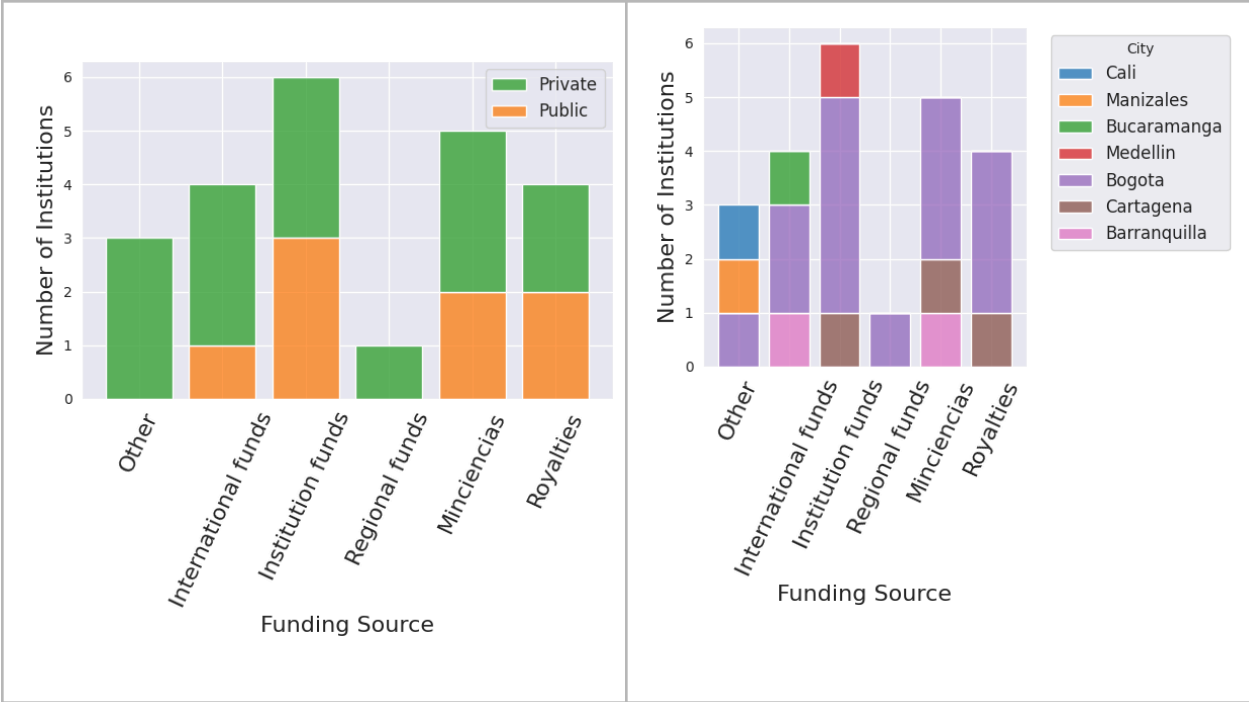 Number of Institutions
6
5
4
3
2
1
0
Private
Public
Other
International funds
Institution funds
Regional funds
Minciencias
Royalties
Funding Source
Number of Institutions
6
5
4
3
2
1
0
Other
International funds
Institution funds
Regional funds
Minciencias
Royalties
Funding Source
City
Cali
Manizales
Bucaramanga
Medellin
Bogota
Cartagena
Barranquilla